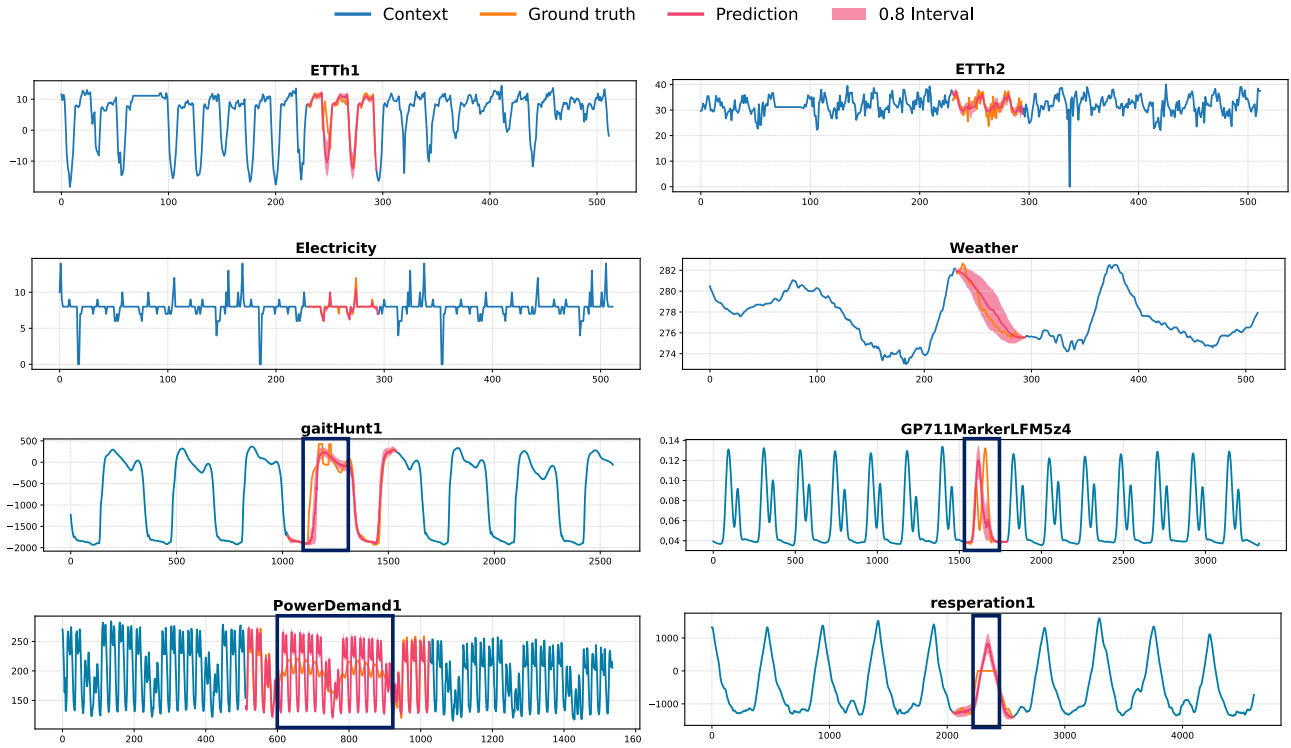 Context Ground truth Prediction 0.8 Interval
ETTh1
10
0
−10
0 100 200 300 400 500
ETTh2
40
30
20
10
0
0 100 200 300 400 500
Electricity
10
5
0
0 100 200 300 400 500
Weather
282
280
278
276
274
0 100 200 300 400 500
gaitHunt1
500
0
−500
−1000
−1500
−2000
0 500 1000 1500 2000 2500
GP711MarkerLFM5z4
0.14
0.12
0.10
0.08
0.06
0.04
0 500 1000 1500 2000 2500 3000
PowerDemand1
250
200
150
0 200 400 600 800 1000 1200 1400 160
resperation1
1000
0
−1000
0 1000 2000 3000 4000